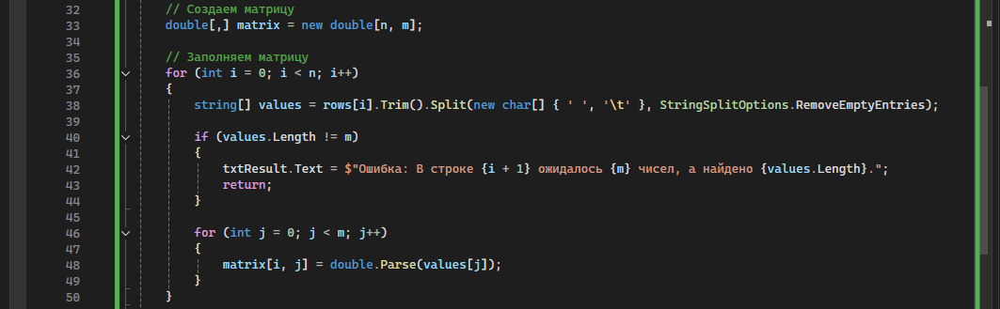 32 // Создаем матрицу
33 double[,] matrix = new double[n, m];
34
35 // Заполняем матрицу
36 for (int i = 0; i < n; i++)
37 {
38 string[] values = rows[i].Trim().Split(new char[] { ' ', '\t' }, StringSplitOptions.RemoveEmptyEntries);
39
40 if (values.Length != m)
41 {
42 txtResult.Text = $"Ошибка: В строке {i + 1} ожидалось {m} чисел, а найдено {values.Length}.";
43 return;
44 }
45
46 for (int j = 0; j < m; j++)
47 {
48 matrix[i, j] = double.Parse(values[j]);
49 }
50 }